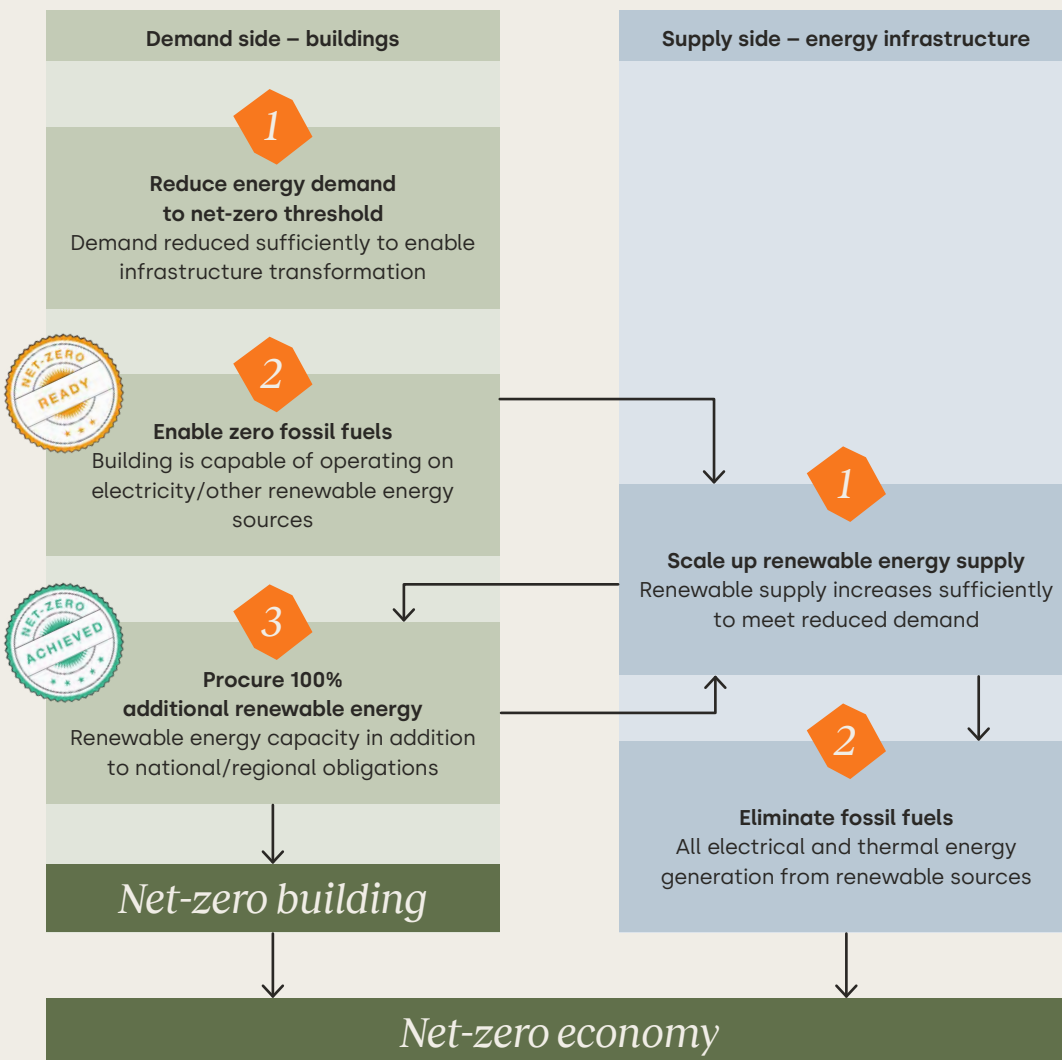 Demand side – buildings
1
Reduce energy demand
to net-zero threshold
Demand reduced sufficiently to enable
infrastructure transformation
NET-ZERO
READY
2
Enable zero fossil fuels
Building is capable of operating on
electricity/other renewable energy
sources
NET-ZERO
ACHIEVED
3
Procure 100%
additional renewable energy
Renewable energy capacity in addition
to national/regional obligations
Net-zero building
Supply side – energy infrastructure
1
Scale up renewable energy supply
Renewable supply increases sufficiently
to meet reduced demand
2
Eliminate fossil fuels
All electrical and thermal energy
generation from renewable sources
Net-zero economy